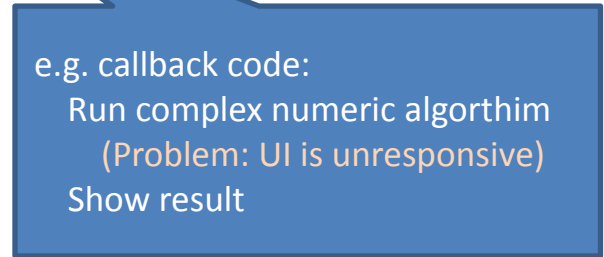 e.g. callback code:
Run complex numeric algorthim
(Problem: UI is unresponsive)
Show result